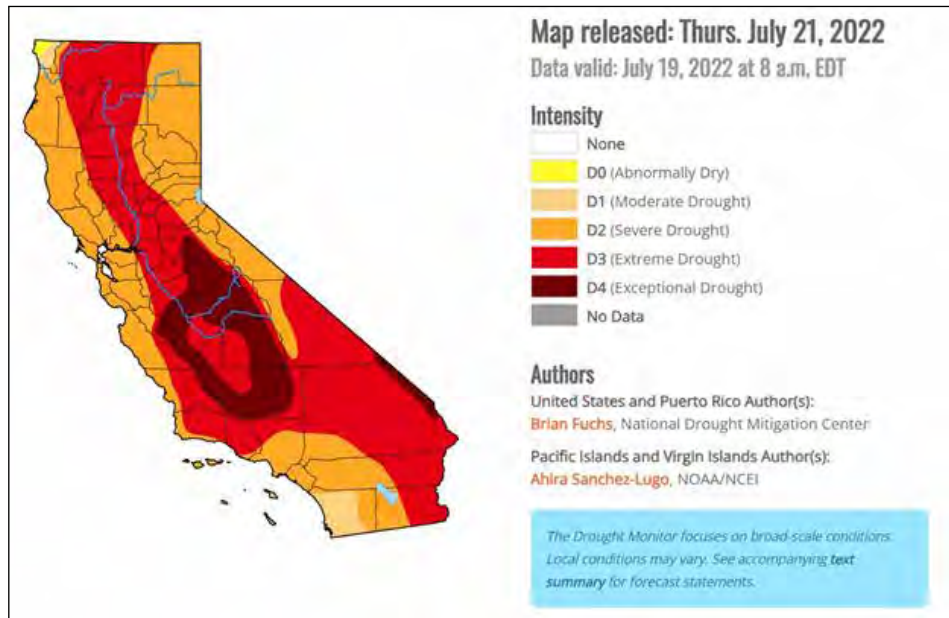 Map released: Thurs. July 21, 2022
Data valid: July 19, 2022 at 8 a.m. EDT
Intensity
None
D0 (Abnormally Dry)
D1 (Moderate Drought)
D2 (Severe Drought)
D3 (Extreme Drought)
D4 (Exceptional Drought)
No Data
Authors
United States and Puerto Rico Author(s):
Brian Fuchs, National Drought Mitigation Center
Pacific Islands and Virgin Islands Author(s):
Ahira Sanchez-Lugo, NOAA/NCEI
The Drought Monitor focuses on broad-scale conditions.
Local conditions may vary. See accompanying text
summary for forecast statements.